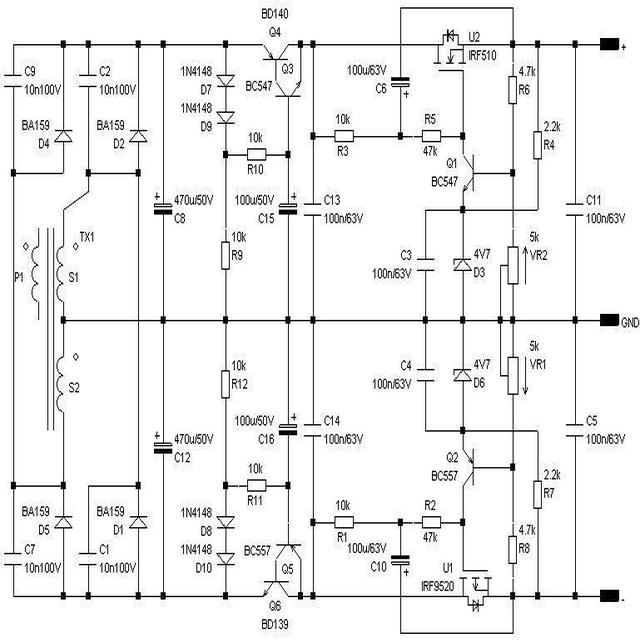 BD140
Q4
Q3
BC547
U2
IRF510
+
C9
10n100V
C2
10n100V
1N4148
D7
1N4148
D9
100u/63V
C6
+
4.7k
R6
BA159
D4
BA159
D2
10k
R10
10k
R3
R5
47k
2.2k
R4
Q1
BC547
+
470u/50V
C8
100u/50V
+
C15
C13
100n/63V
C11
100n/63V
TX1
P1
S1
10k
R9
C3
100n/63V
4V7
D3
5k
VR2
GND
S2
10k
R12
C4
100n/63V
4V7
D6
5k
VR1
+
470u/50V
C12
100u/50V
+
C16
C14
100n/63V
C5
100n/63V
Q2
BC557
10k
R11
2.2k
R7
BA159
D5
BA159
D1
1N4148
D8
1N4148
D10
10k
R1
R2
47k
4.7k
R8
C7
10n100V
C1
10n100V
BC557
Q5
100u/63V
C10
+
U1
IRF9520
Q6
BD139
-